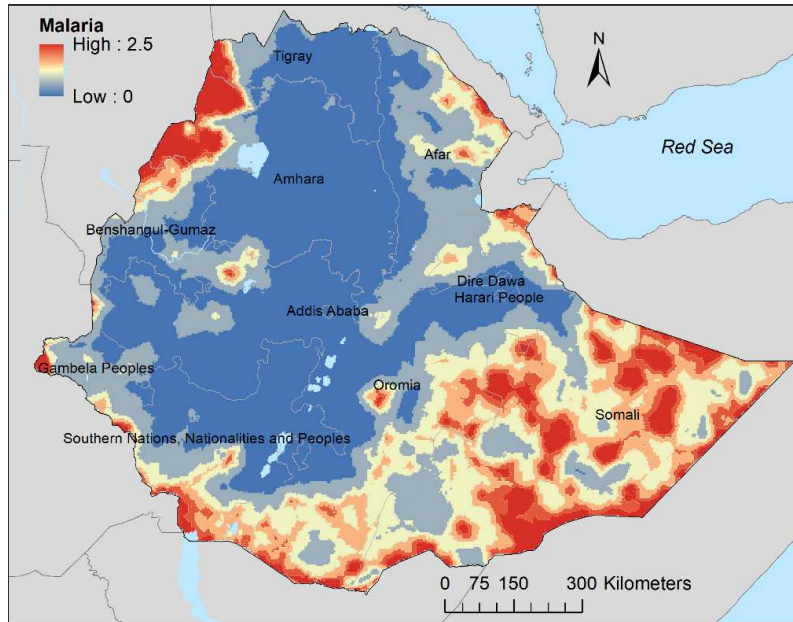 Malaria
High : 2.5
Low : 0
N
Tigray
Red Sea
Afar
Amhara
Benshangul-Gumaz
Dire Dawa
Harari People
Addis Ababa
Gambela Peoples
Oromia
Somali
Southern Nations, Nationalities and Peoples
0 75 150 300 Kilometers